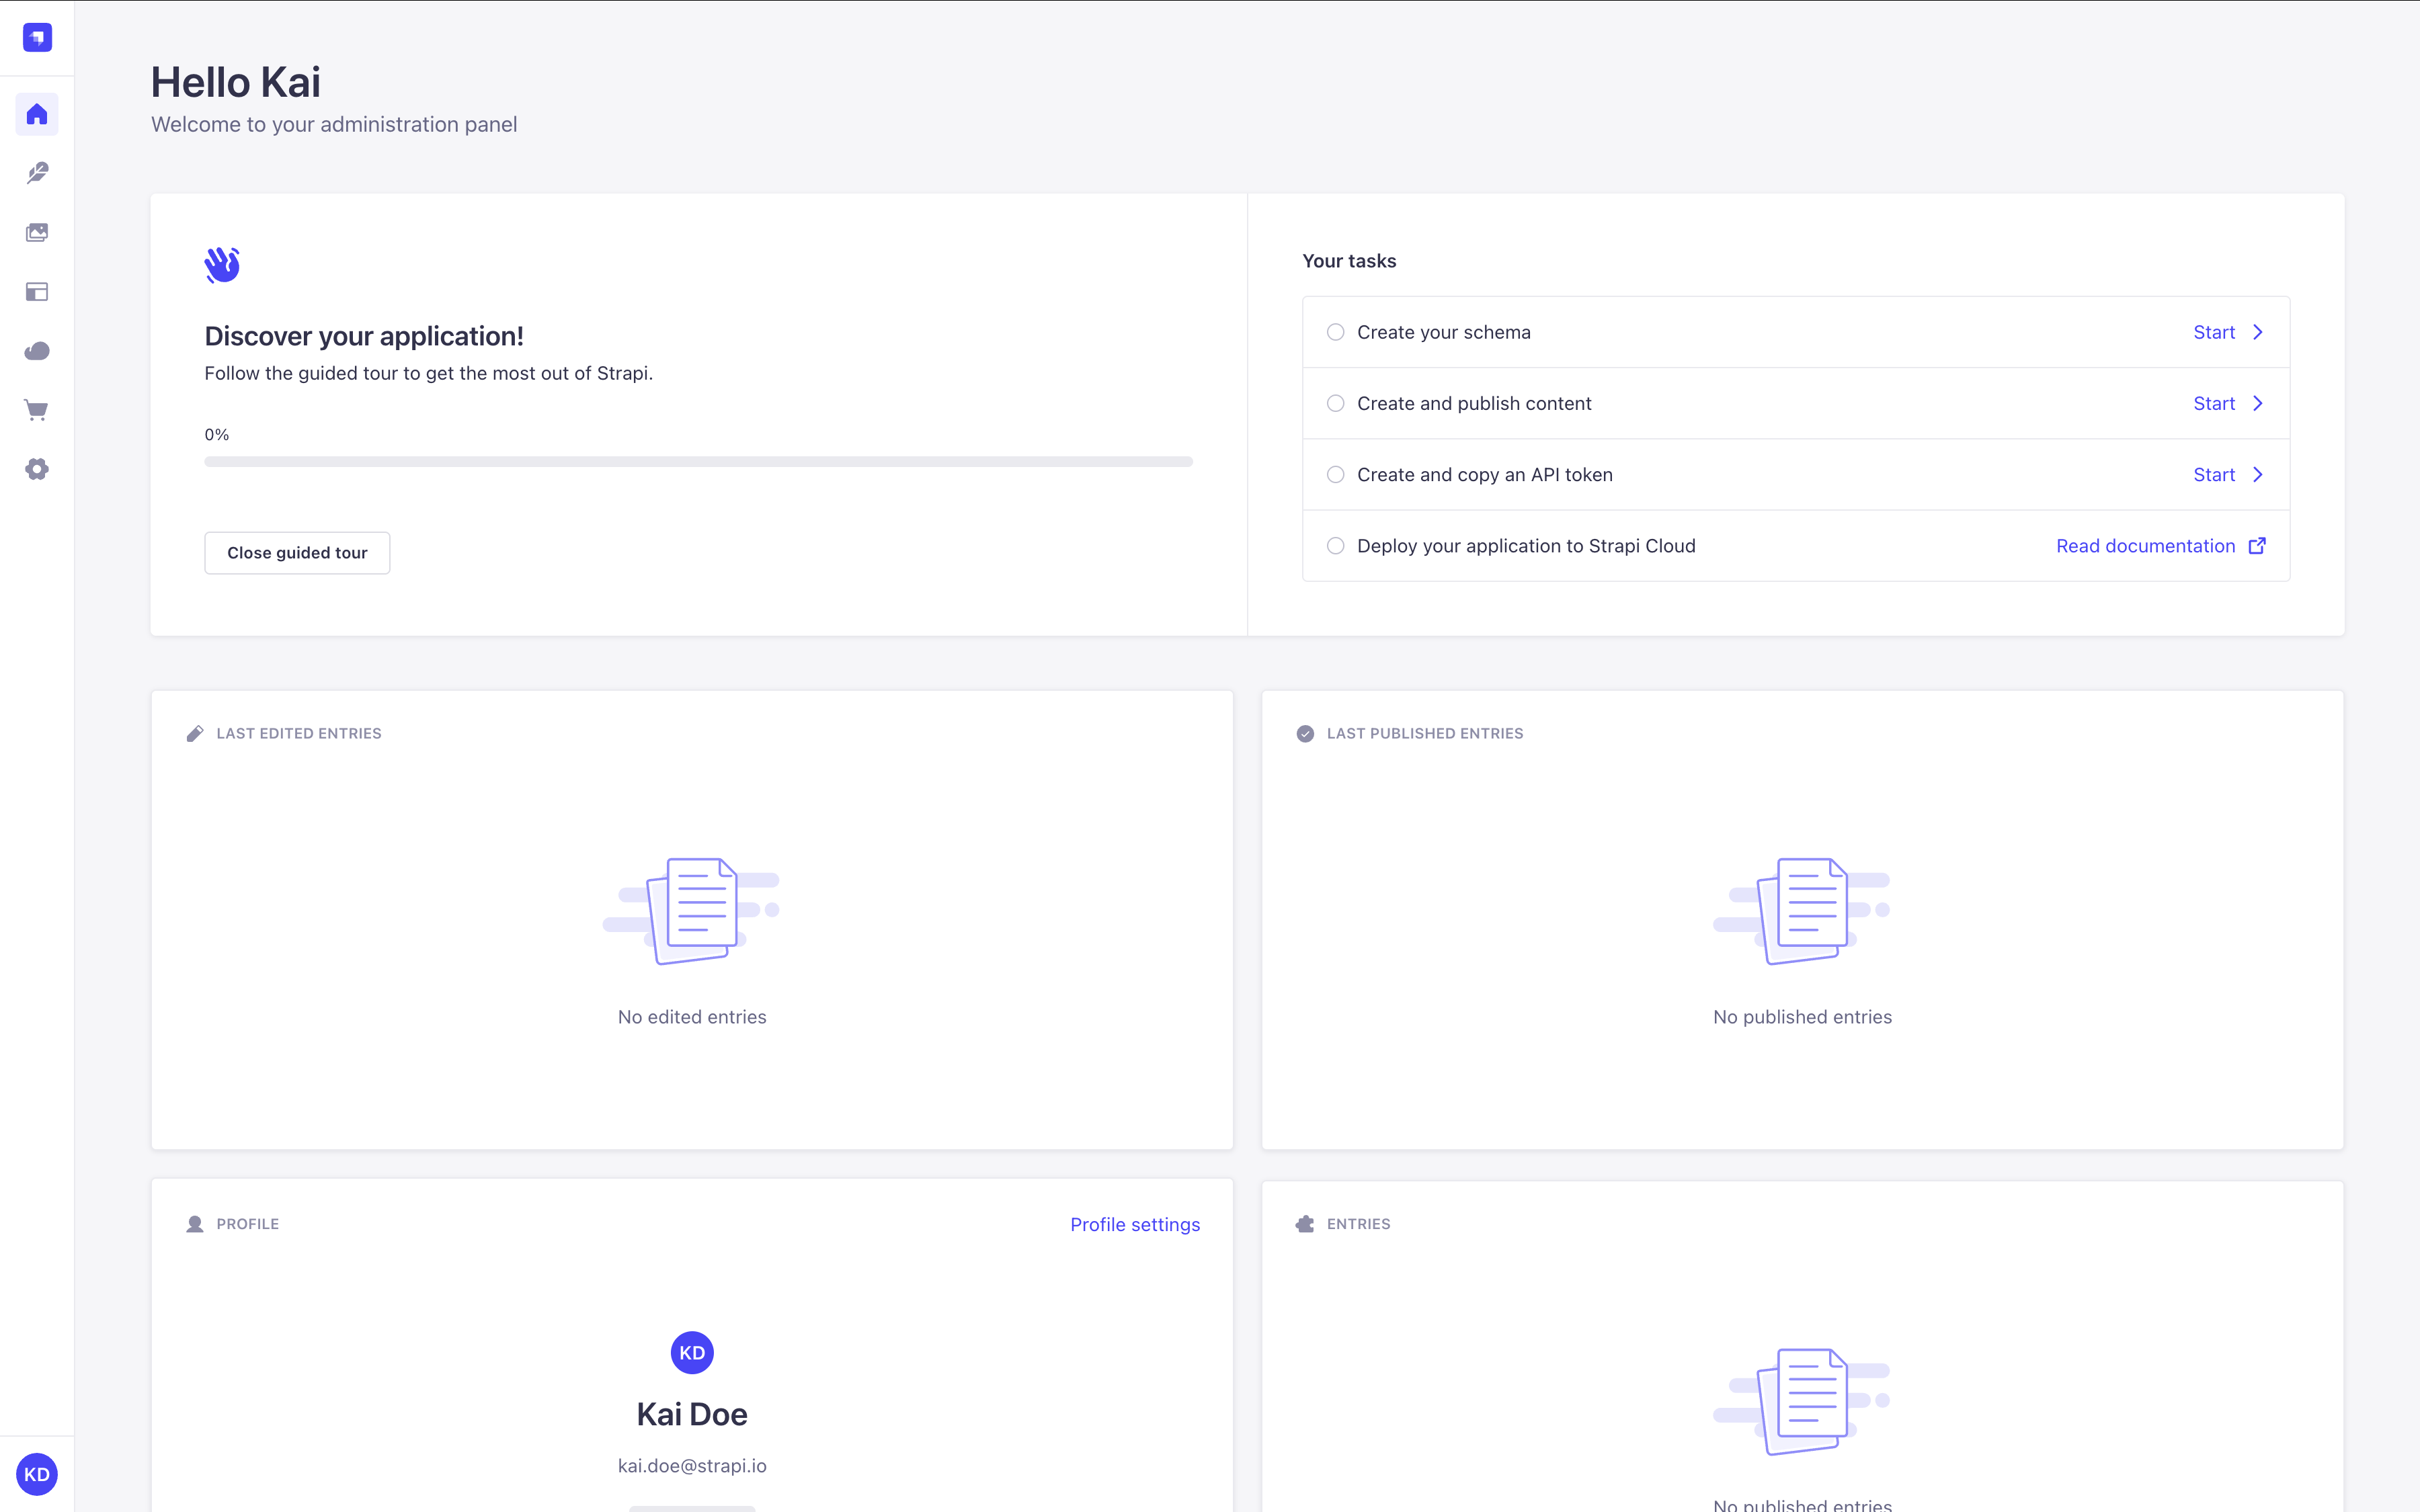 Hello Kai
Welcome to your administration panel
Discover your application!
Follow the guided tour to get the most out of Strapi.
0%
Close guided tour
Your tasks
Create your schema Start
Create and publish content Start
Create and copy an API token Start
Deploy your application to Strapi Cloud Read documentation
LAST EDITED ENTRIES
No edited entries
LAST PUBLISHED ENTRIES
No published entries
PROFILE Profile settings
KD
Kai Doe
kai.doe@strapi.io
ENTRIES
No published entries
KD